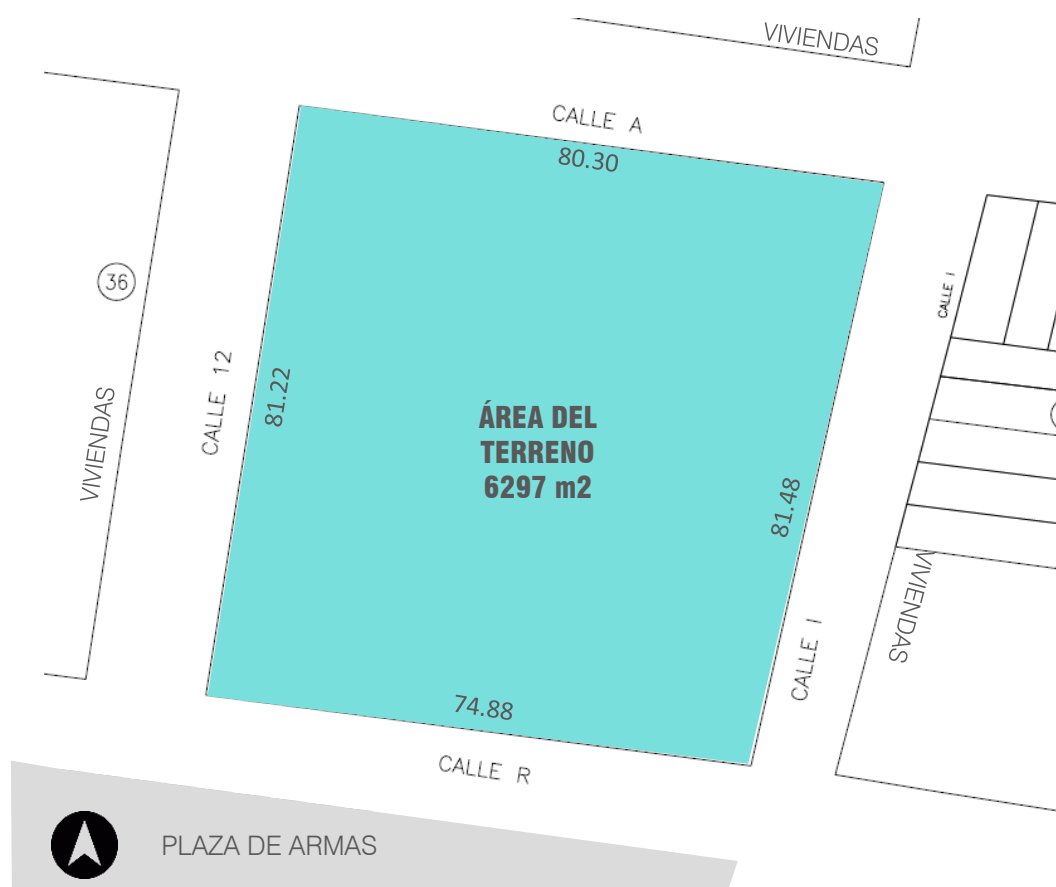 VIVIENDAS
CALLE A
80.30
36
CALLE I
CALLE 12
81.22
VIVIENDAS
ÁREA DEL
TERRENO
6297 m2
81.48
VIVIENDAS
CALLE I
74.88
CALLE R
PLAZA DE ARMAS